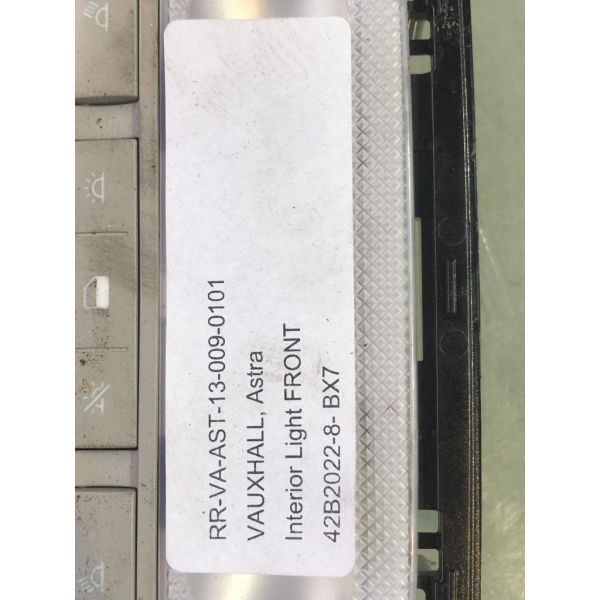 RR-VA-AST-13-009-0101
VAUXHALL, Astra
Interior Light FRONT
42B2022-8- BX7